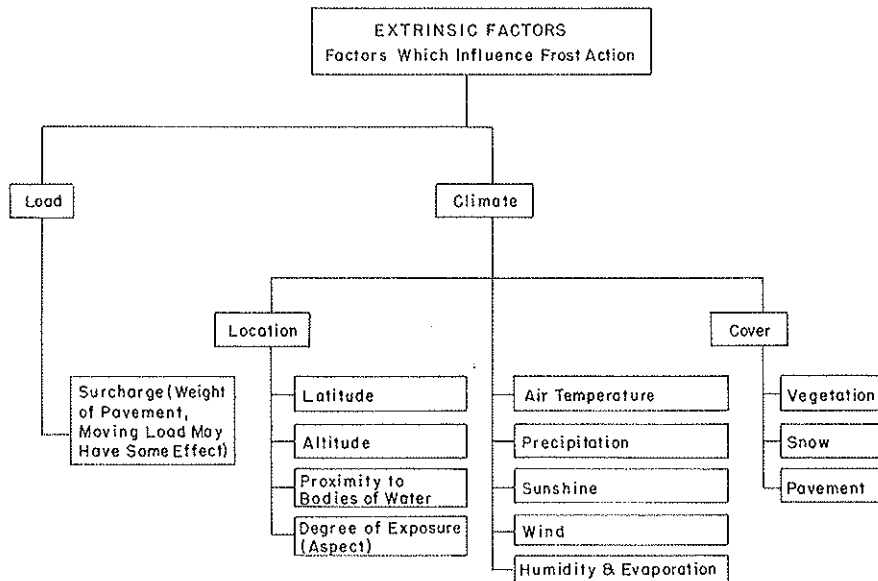 EXTRINSIC FACTORS
Factors Which Influence Frost Action
Load
Climate
Location
Cover
Surcharge (Weight
of Pavement,
Moving Load May
Have Some Effect)
Latitude
Altitude
Proximity to
Bodies of Water
Degree of Exposure
(Aspect)
Air Temperature
Precipitation
Sunshine
Wind
Humidity & Evaporation
Vegetation
Snow
Pavement